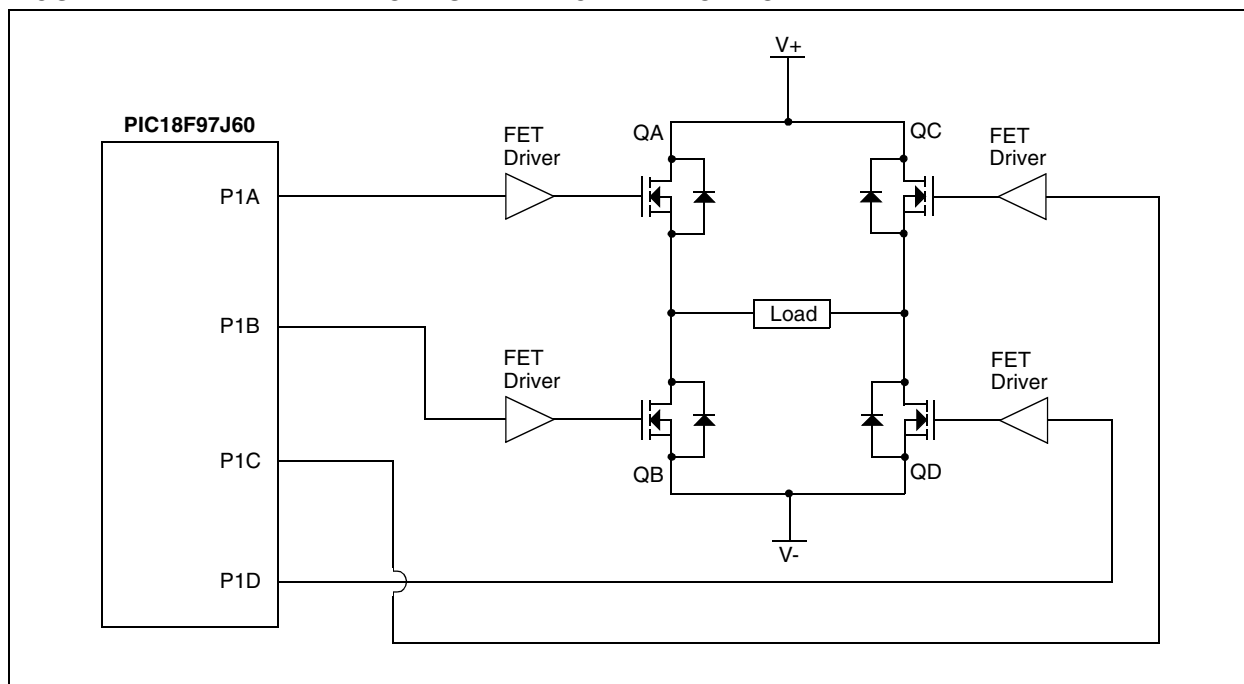 V+
PIC18F97J60
FET
Driver
QA
QC
FET
Driver
P1A
P1B
Load
FET
Driver
FET
Driver
P1C
QB
QD
V-
P1D